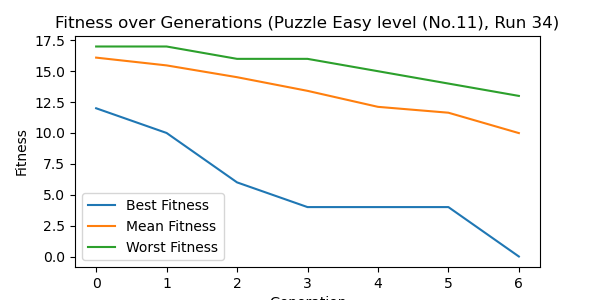 Fitness over Generations (Puzzle Easy level (No.11), Run 34)
17.5
15.0
12.5
10.0
7.5
5.0
2.5
0.0
Fitness
Best Fitness
Mean Fitness
Worst Fitness
0 1 2 3 4 5 6
Generation